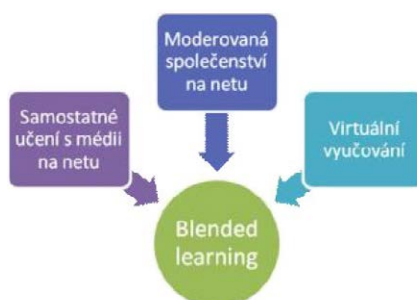 Moderovaná
společenství
na netu
Samostatné
učení s médii
na netu
Virtuální
vyučování
Blended
learning